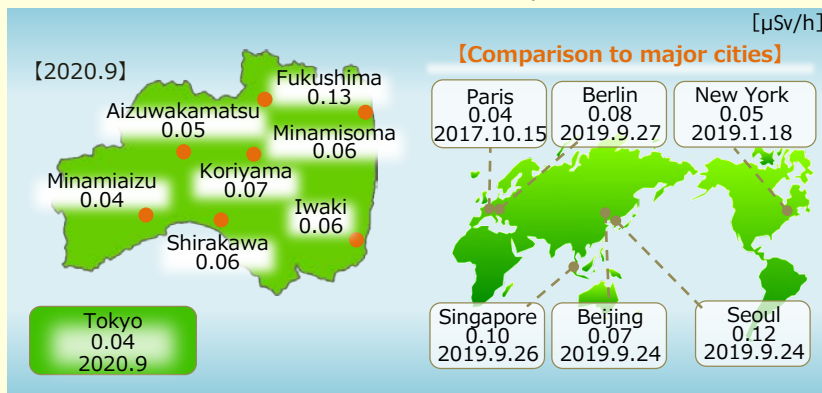 [μSv/h]
【Comparison to major cities】
【2020.9】
Fukushima
0.13
Aizuwakamatsu
0.05
Minamisoma
0.06
Koriyama
0.07
Minamiaizu
0.04
Iwaki
0.06
Shirakawa
0.06
Tokyo
0.04
2020.9
Paris
0.04
2017.10.15
Berlin
0.08
2019.9.27
New York
0.05
2019.1.18
Singapore
0.10
2019.9.26
Beijing
0.07
2019.9.24
Seoul
0.12
2019.9.24